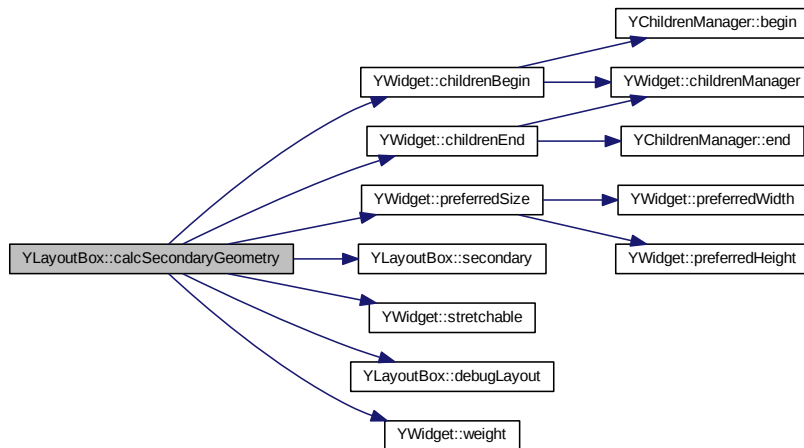 YChildrenManager::begin
YWidget::childrenBegin
YWidget::childrenManager
YWidget::childrenEnd
YChildrenManager::end
YWidget::preferredSize
YWidget::preferredWidth
YLayoutBox::calcSecondaryGeometry
YLayoutBox::secondary
YWidget::preferredHeight
YWidget::stretchable
YLayoutBox::debugLayout
YWidget::weight